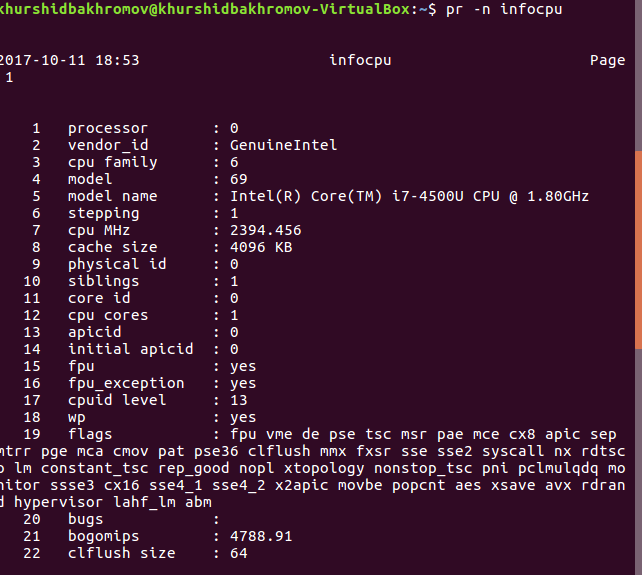 khurshidbakhromov@khurshidbakhromov-VirtualBox:~$ pr -n infocpu
2017-10-11 18:53 infocpu Page
1
1 processor : 0
2 vendor_id : GenuineIntel
3 cpu family : 6
4 model : 69
5 model name : Intel(R) Core(TM) i7-4500U CPU @ 1.80GHz
6 stepping : 1
7 cpu MHz : 2394.456
8 cache size : 4096 KB
9 physical id : 0
10 siblings : 1
11 core id : 0
12 cpu cores : 1
13 apicid : 0
14 initial apicid : 0
15 fpu : yes
16 fpu_exception : yes
17 cpuid level : 13
18 wp : yes
19 flags : fpu vme de pse tsc msr pae mce cx8 apic sep
mtrr pge mca cmov pat pse36 clflush mmx fxsr sse sse2 syscall nx rdtsc
p lm constant_tsc rep_good nopl xtopology nonstop_tsc pni pclmulqdq mo
nitor ssse3 cx16 sse4_1 sse4_2 x2apic movbe popcnt aes xsave avx rdran
d hypervisor lahf_lm abm
20 bugs :
21 bogomips : 4788.91
22 clflush size : 64